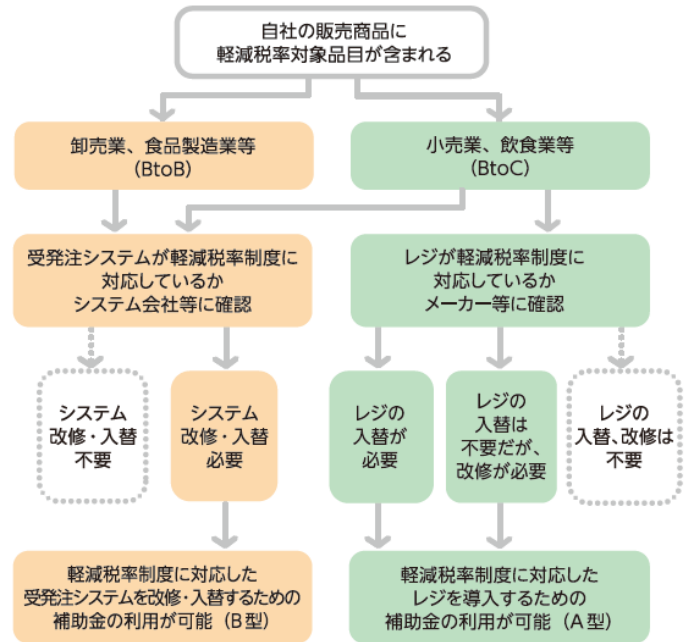 自社の販売商品に
軽減税率対象品目が含まれる
卸売業、食品製造業等
(BtoB)
小売業、飲食業等
(BtoC)
受発注システムが軽減税率制度に
対応しているか
システム会社等に確認
レジが軽減税率制度に
対応しているか
メーカー等に確認
システム
改修・入替
不要
システム
改修・入替
必要
レジの
入替が
必要
レジの
入替は
不要だが、
改修が必要
レジの
入替、改修は
不要
軽減税率制度に対応した
受発注システムを改修・入替するための
補助金の利用が可能（B型）
軽減税率制度に対応した
レジを導入するための
補助金の利用が可能（A型）